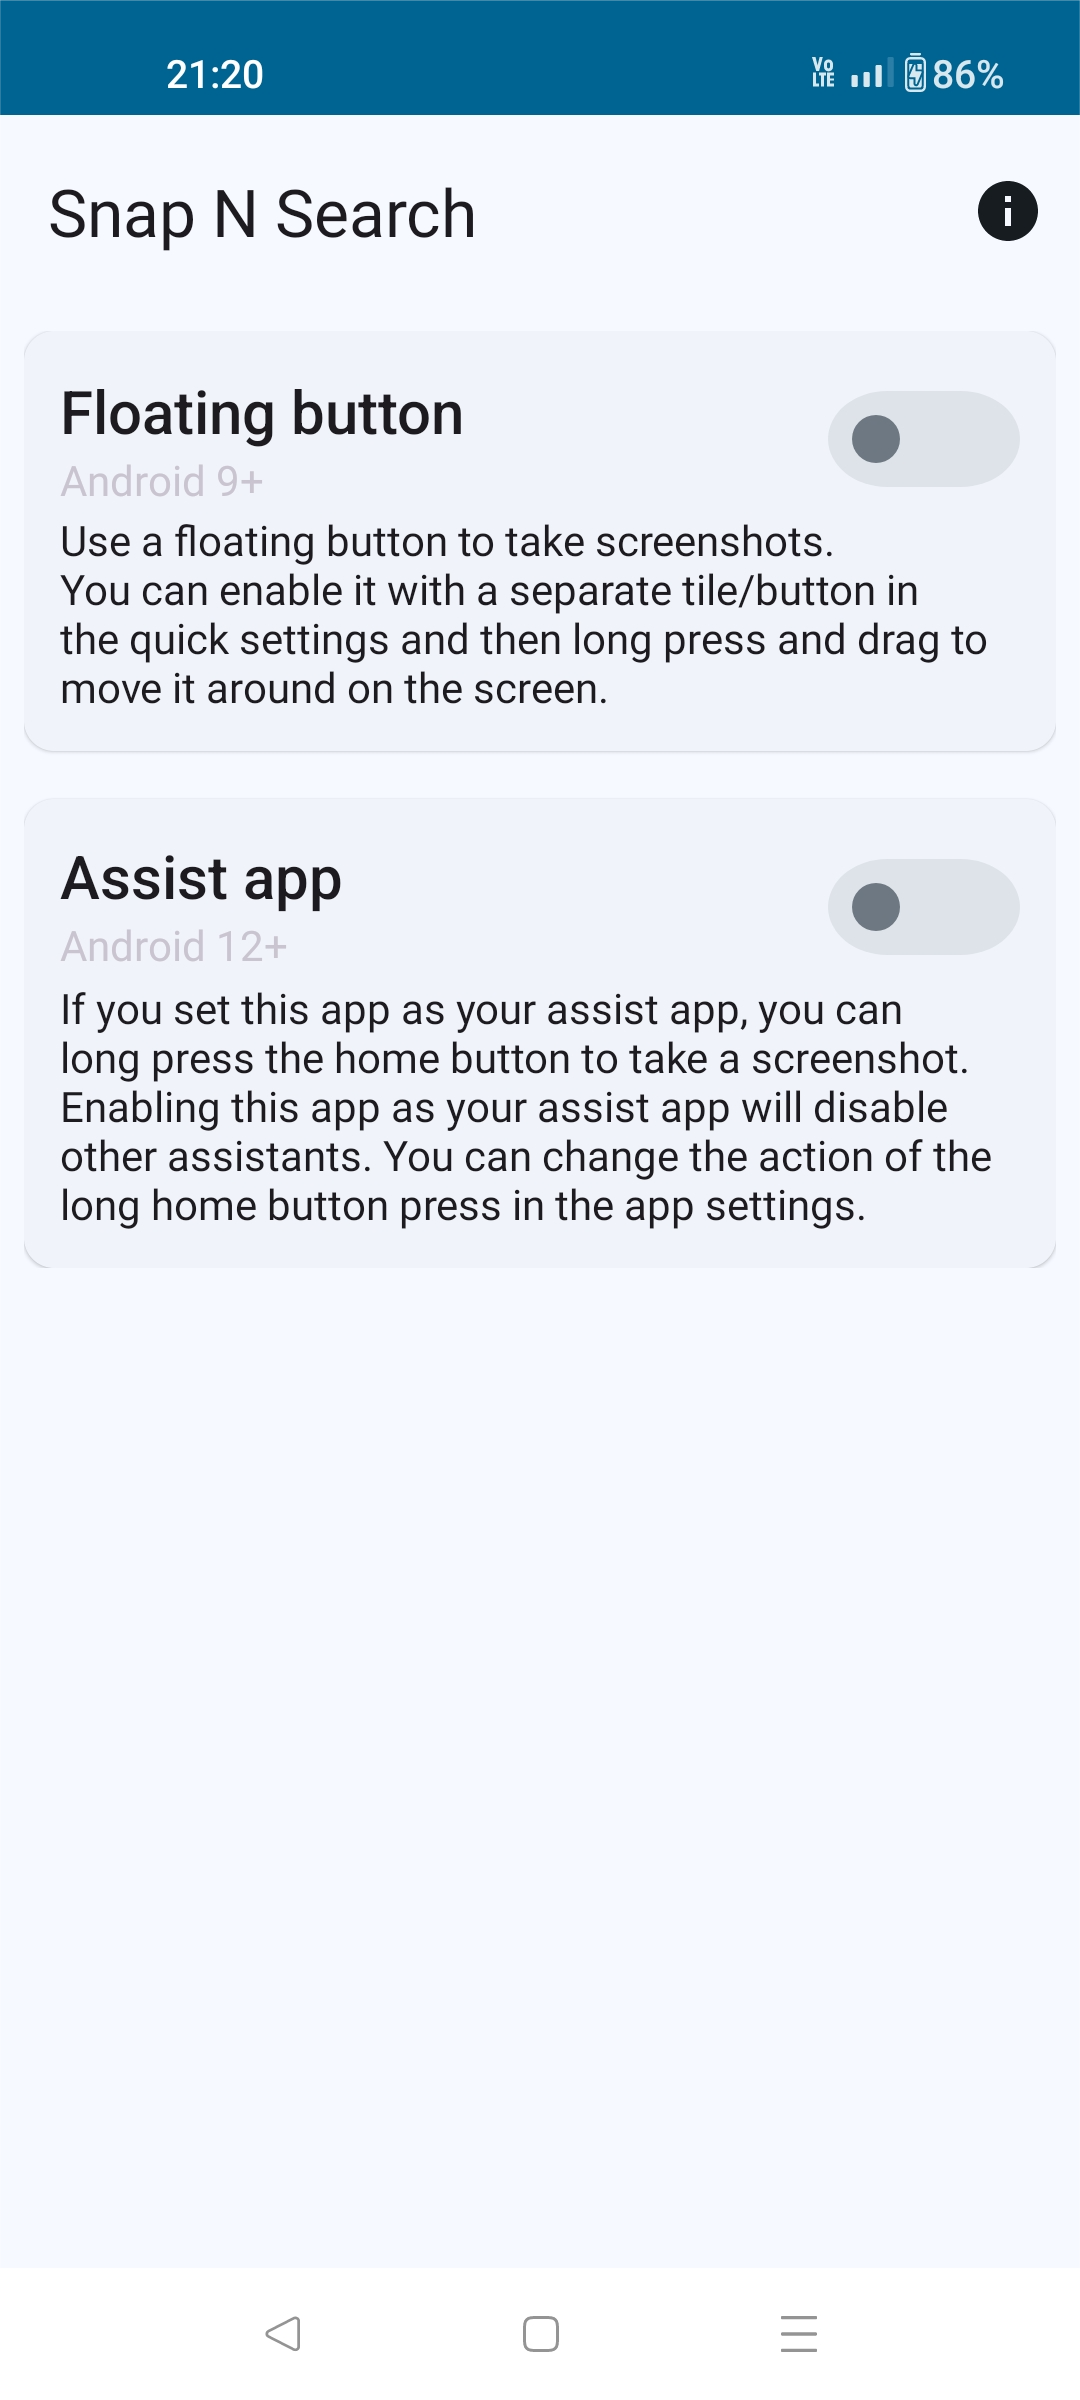 21:20
Vo
LTE
86%
Snap N Search
Floating button
Android 9+
Use a floating button to take screenshots.
You can enable it with a separate tile/button in
the quick settings and then long press and drag to
move it around on the screen.
Assist app
Android 12+
If you set this app as your assist app, you can
long press the home button to take a screenshot.
Enabling this app as your assist app will disable
other assistants. You can change the action of the
long home button press in the app settings.